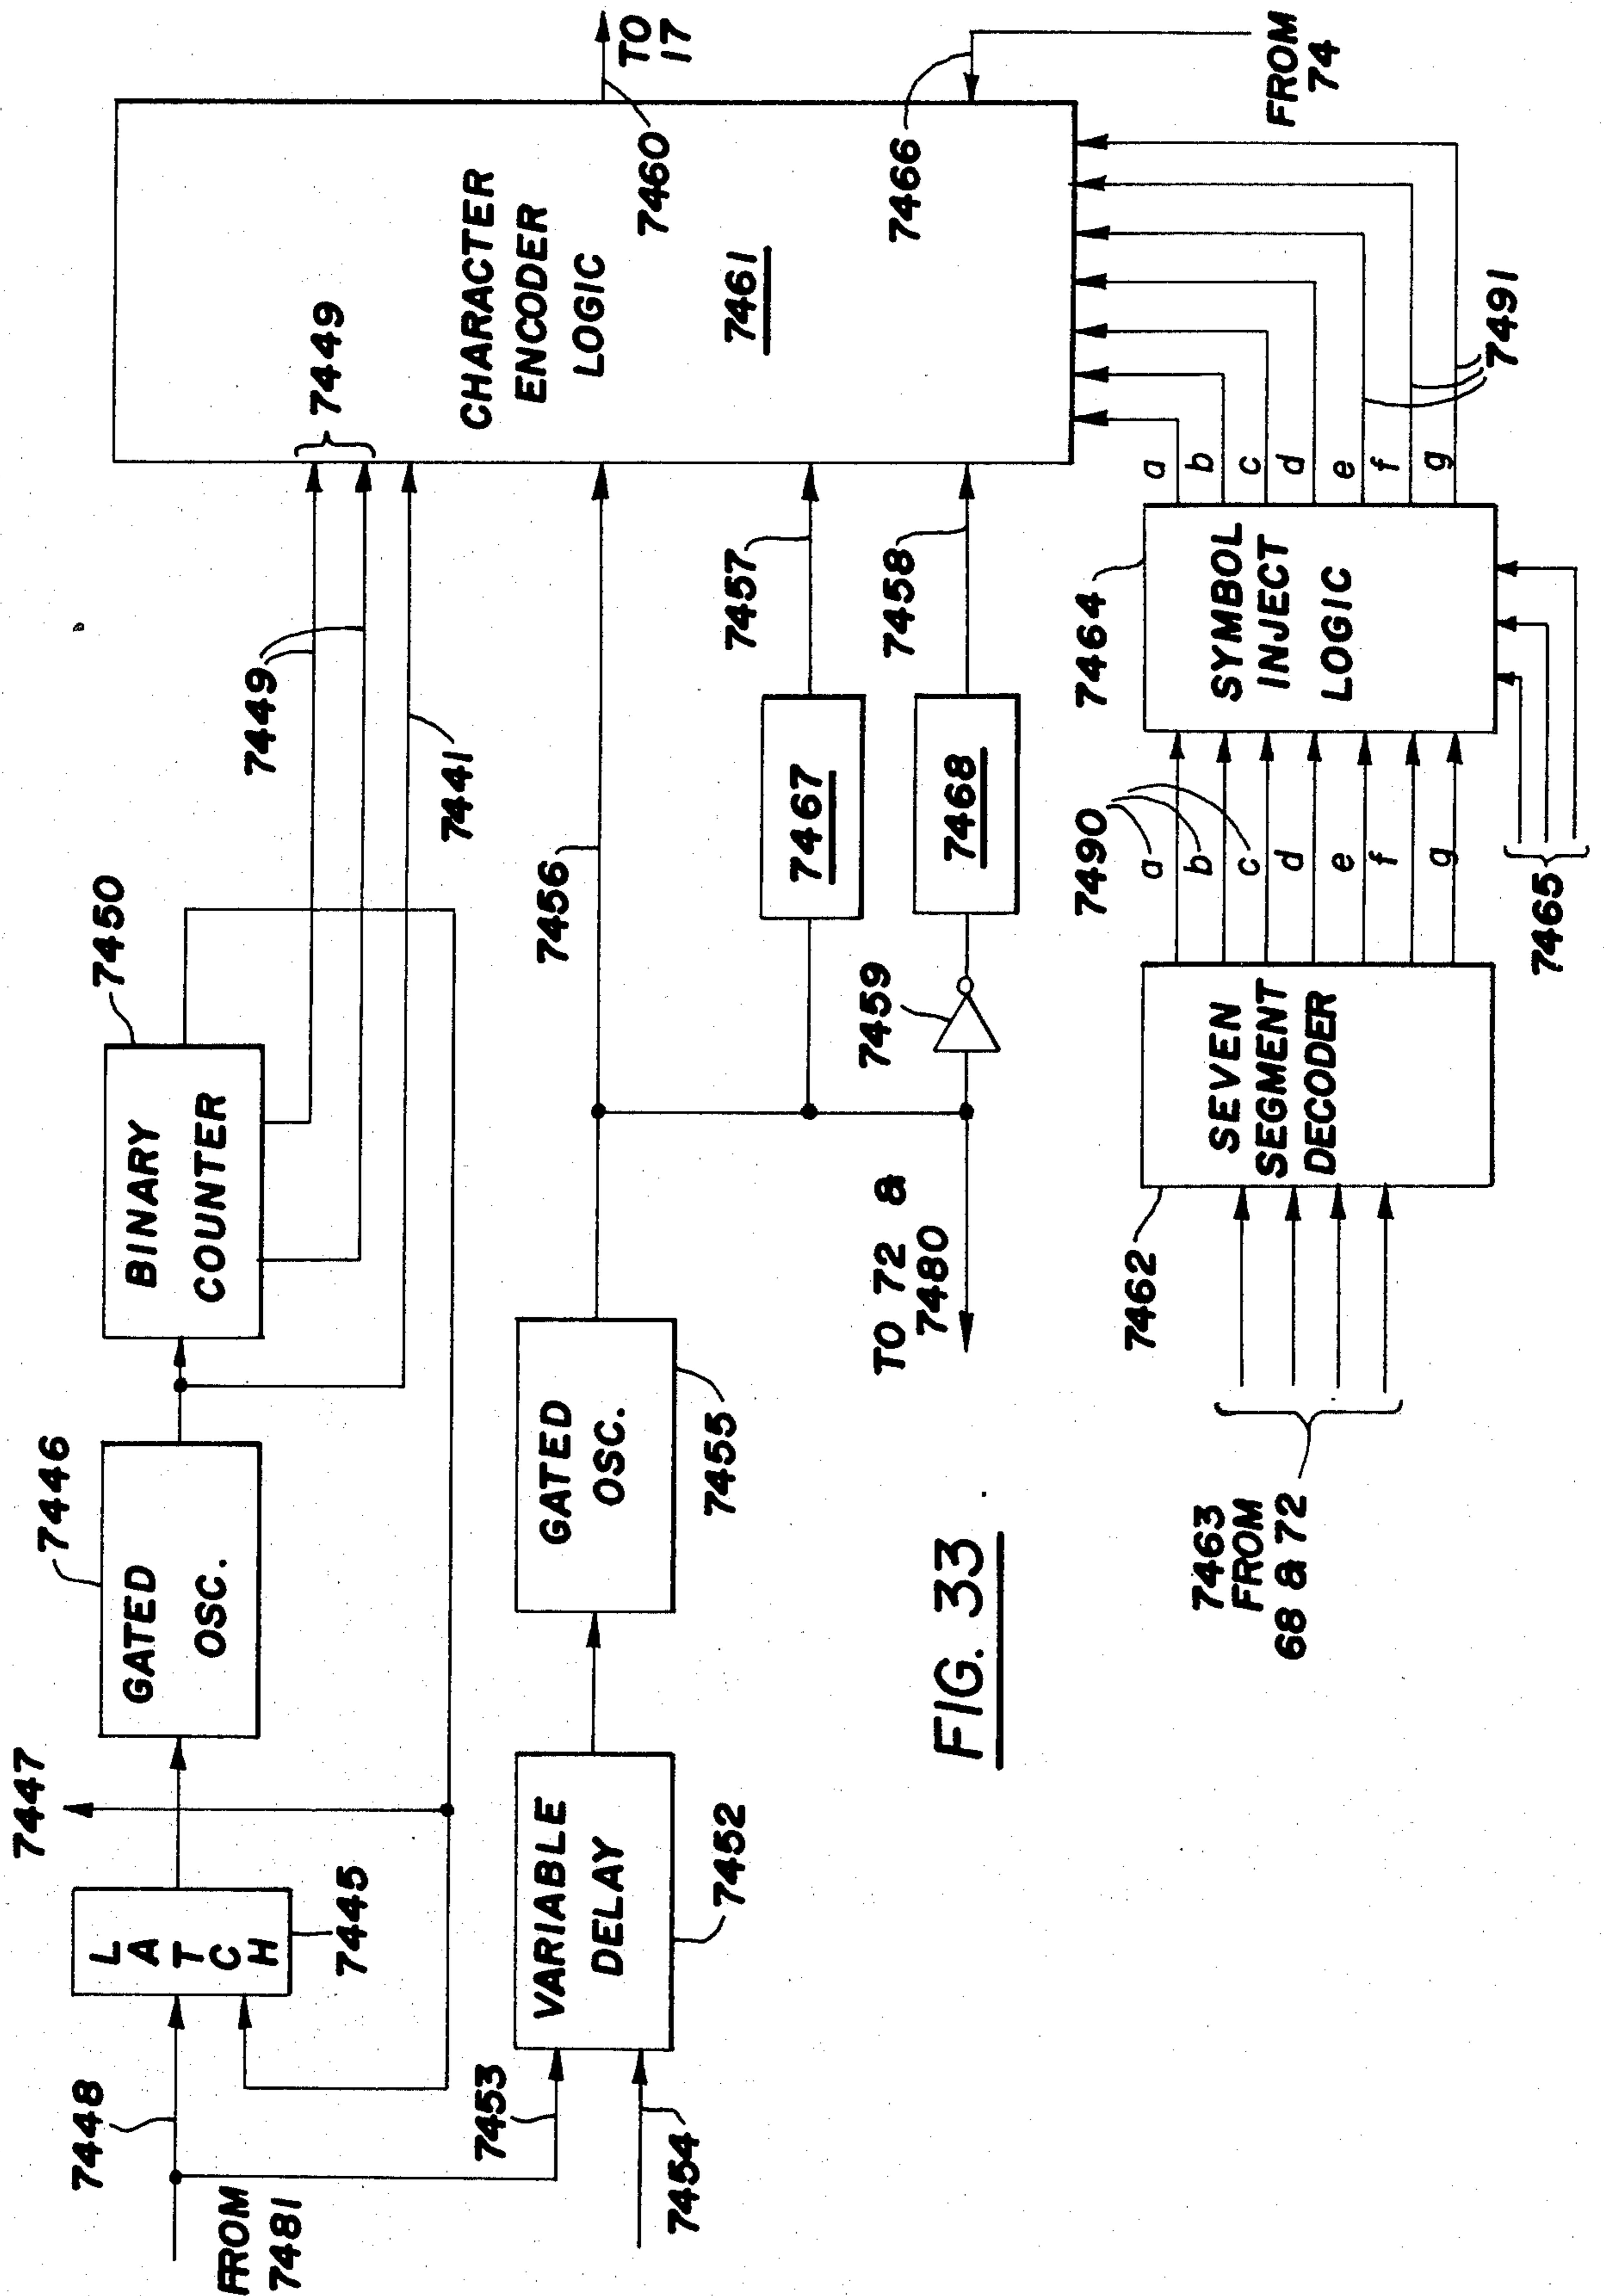 7447
7448
FROM
7481
L
A
T
C
H
7445
7446
GATED
OSC.
7450
BINARY
COUNTER
7449
7441
7449
7453
7454
VARIABLE
DELAY
7452
GATED
OSC.
7455
7456
7467
7457
7459
7468
7458
TO 72 &
7480
CHARACTER
ENCODER
LOGIC
7461
7460
TO
17
7466
FROM
74
7463
FROM
68 & 72
7462
SEVEN
SEGMENT
DECODER
7490
a
b
c
d
e
f
g
7464
SYMBOL
INJECT
LOGIC
7465
a
b
c
d
e
f
g
7491
FIG. 33